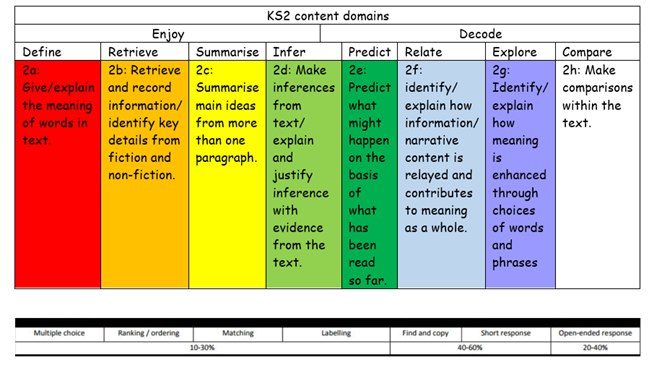 KS2 content domains
Enjoy Decode
Define Retrieve Summarise Infer Predict Relate Explore Compare
2a:
Give/explain
the meaning
of words in
text.
2b: Retrieve
and record
information/
identify key
details from
fiction and
non-fiction.
2c:
Summarise
main ideas
from more
than one
paragraph.
2d: Make
inferences
from
text/
explain
and
justify
inference
with
evidence
from the
text.
2e:
Predict
what
might
happen
on the
basis
of
what
has
been
read
so far.
2f:
identify/
explain how
information/
narrative
content is
relayed and
contributes
to meaning
as a whole.
2g:
Identify/
explain
how
meaning
is
enhanced
through
choices
of words
and
phrases
2h: Make
comparisons
within the
text.
Multiple choice Ranking / ordering Matching Labelling Find and copy Short response Open-ended response
10-30% 40-60% 20-40%